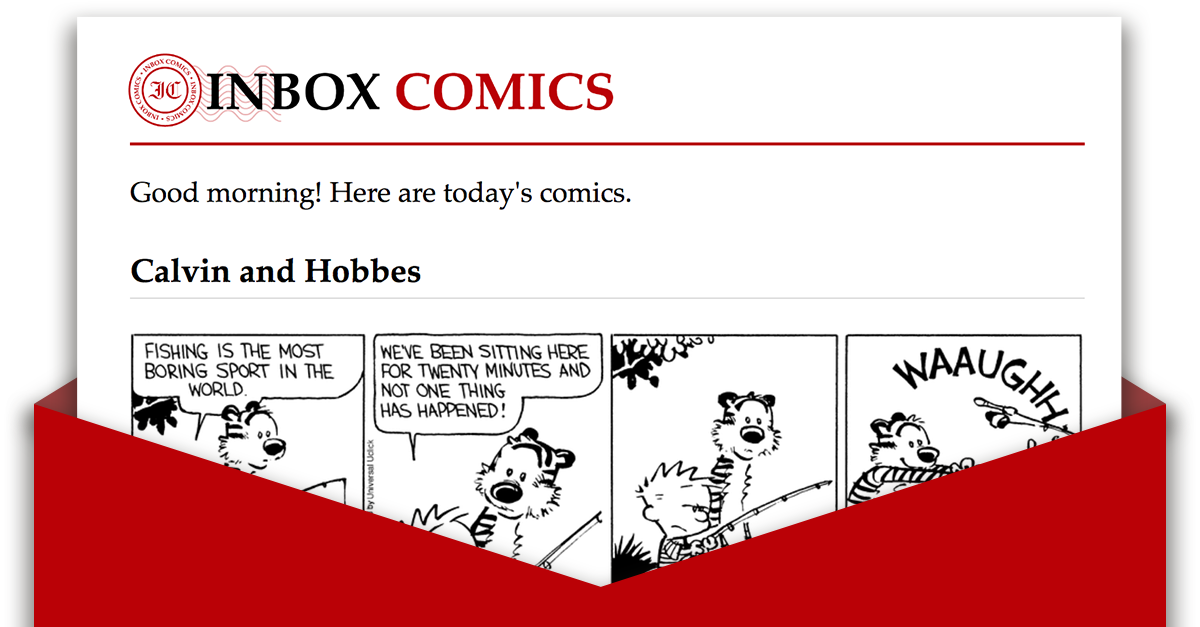 INBOX COMICS • INBOX COMICS • INBOX COMICS •
IC
INBOX COMICS
Good morning! Here are today's comics.
Calvin and Hobbes
FISHING IS THE MOST
BORING SPORT IN THE
WORLD.
WE'VE BEEN SITTING HERE
FOR TWENTY MINUTES AND
NOT ONE THING
HAS HAPPENED!
by Universal Uclick
WAAUGHH